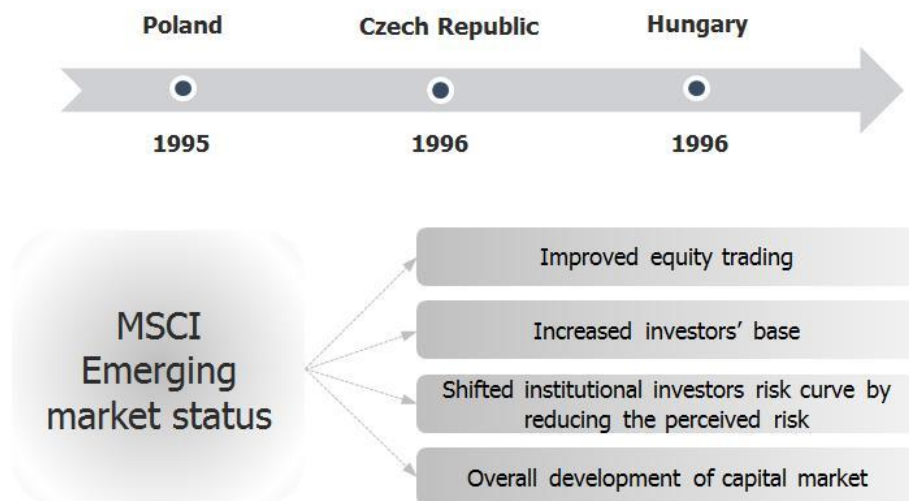 Poland Czech Republic Hungary
1995 1996 1996
MSCI
Emerging
market status
Improved equity trading
Increased investors’ base
Shifted institutional investors risk curve by
reducing the perceived risk
Overall development of capital market